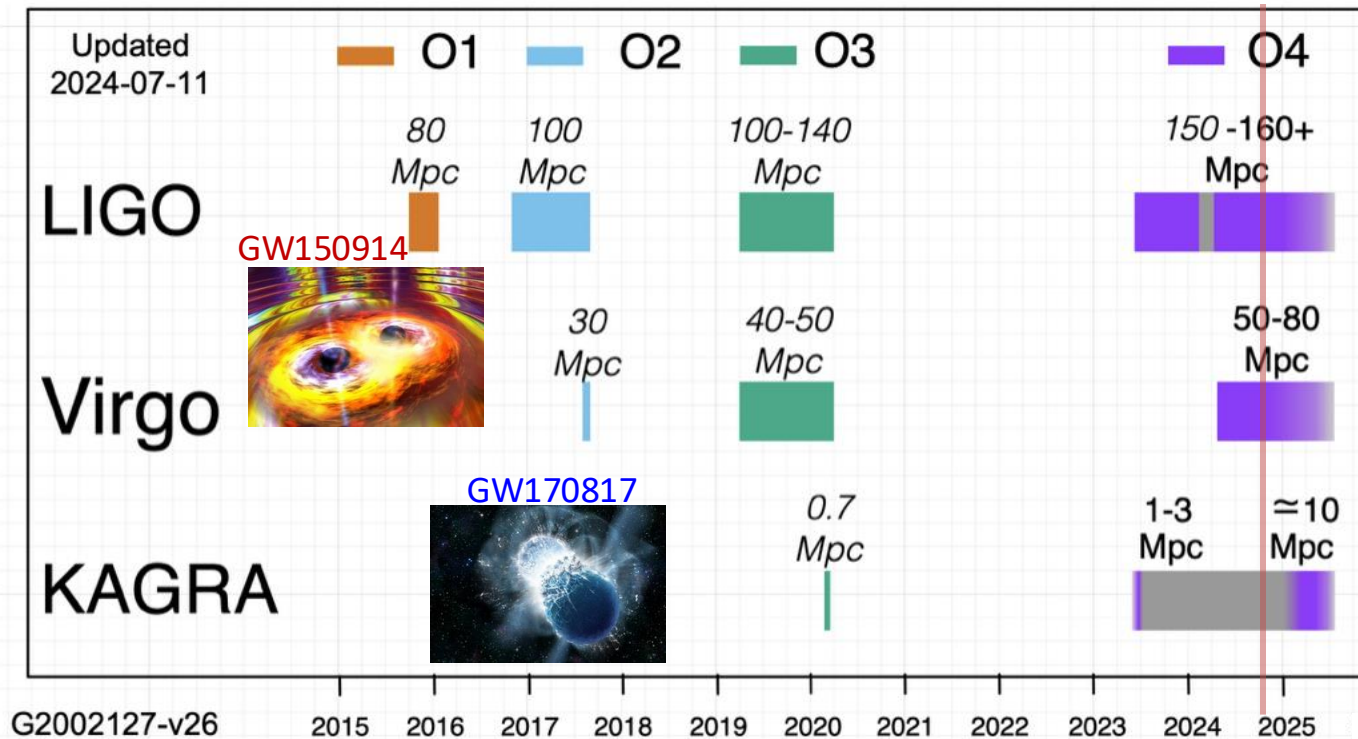 Updated
2024-07-11
O1
O2
O3
O4
80
Mpc
100
Mpc
100-140
Mpc
150 -160+
Mpc
LIGO
GW150914
30
Mpc
40-50
Mpc
50-80
Mpc
Virgo
GW170817
0.7
Mpc
1-3
Mpc
≃10
Mpc
KAGRA
G2002127-v26
2015
2016
2017
2018
2019
2020
2021
2022
2023
2024
2025